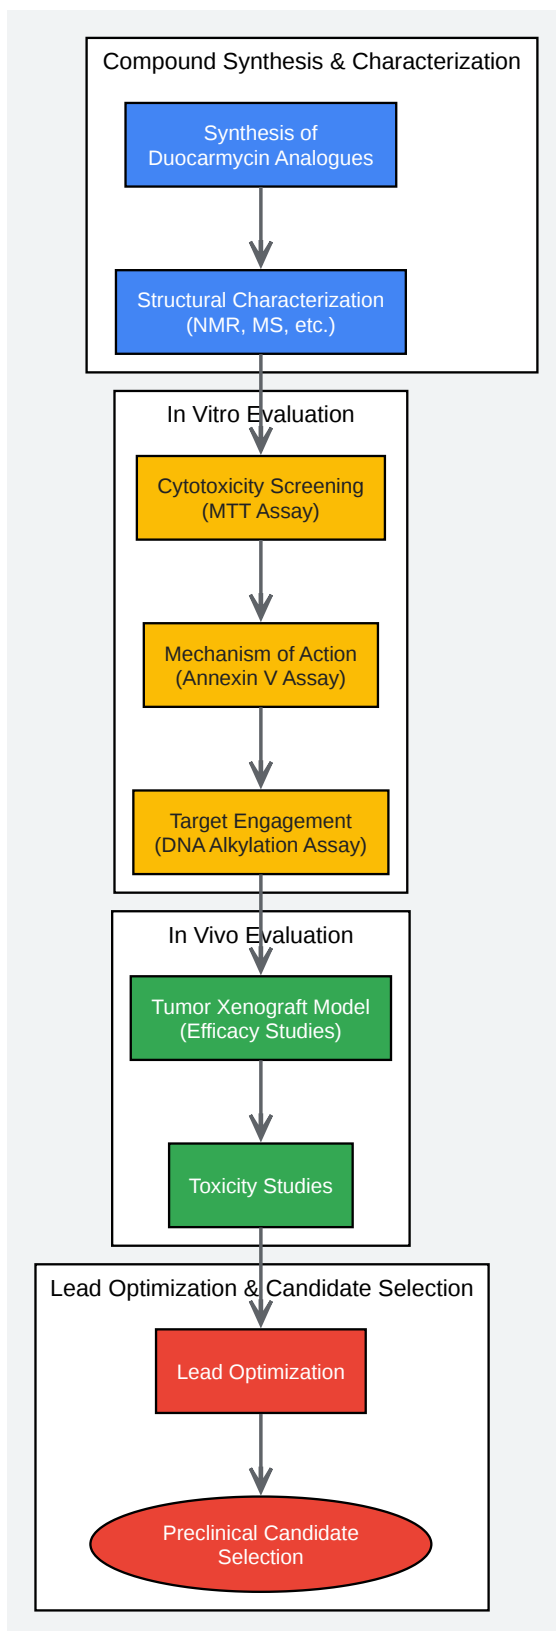 Compound Synthesis & Characterization
Synthesis of
Duocarmycin Analogues
Structural Characterization
(NMR, MS, etc.)
In Vitro Evaluation
Cytotoxicity Screening
(MTT Assay)
Mechanism of Action
(Annexin V Assay)
Target Engagement
(DNA Alkylation Assay)
In Vivo Evaluation
Tumor Xenograft Model
(Efficacy Studies)
Toxicity Studies
Lead Optimization & Candidate Selection
Lead Optimization
Preclinical Candidate
Selection